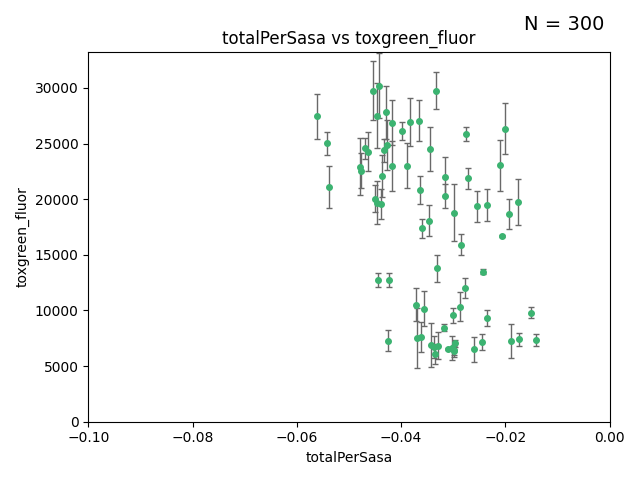 N = 300
totalPerSasa vs toxgreen_fluor
30000
25000
20000
15000
10000
5000
0
toxgreen_fluor
−0.10 −0.08 −0.06 −0.04 −0.02 0.00
totalPerSasa